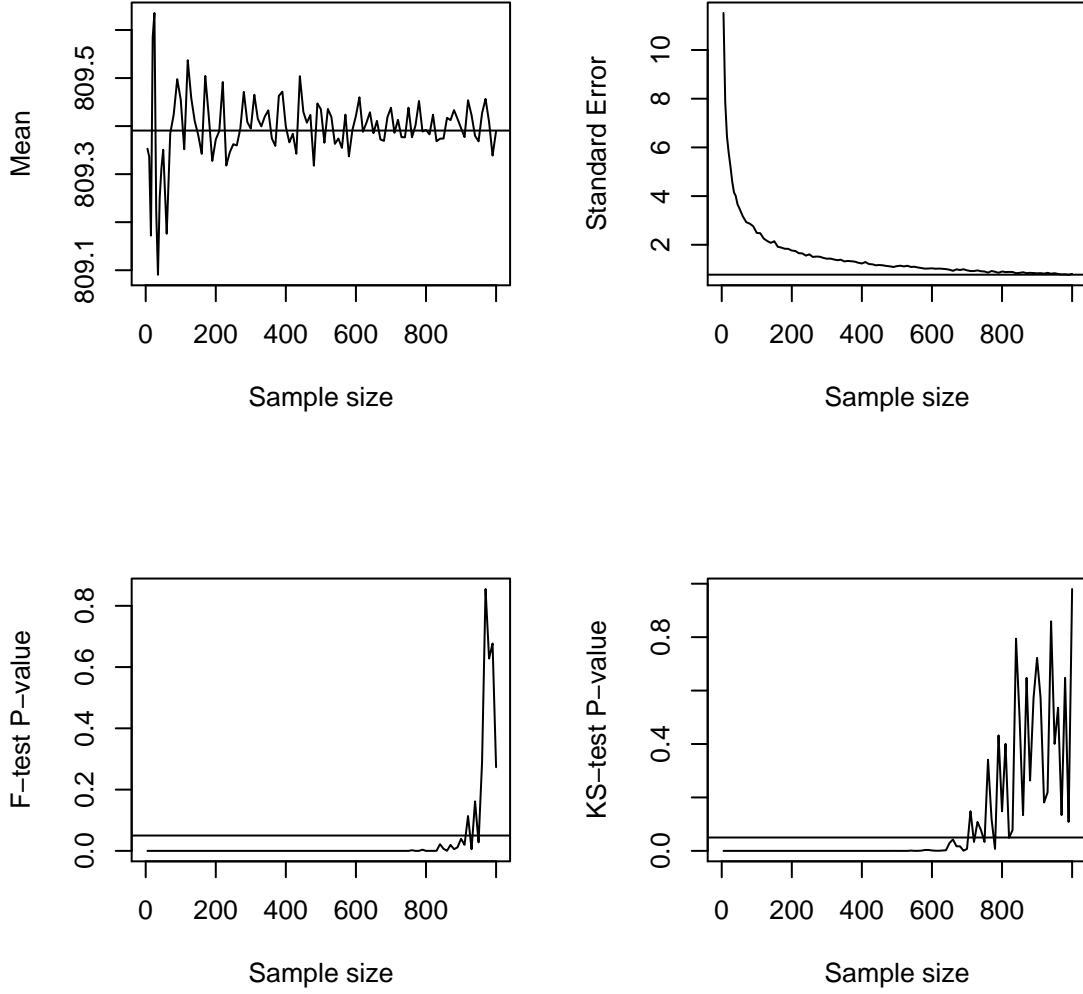 Mean
809.1 809.3 809.5
0 200 400 600 800
Sample size
Standard Error
2 4 6 8 10
0 200 400 600 800
Sample size
F−test P−value
0.0 0.2 0.4 0.6 0.8
0 200 400 600 800
Sample size
KS−test P−value
0.0 0.4 0.8
0 200 400 600 800
Sample size